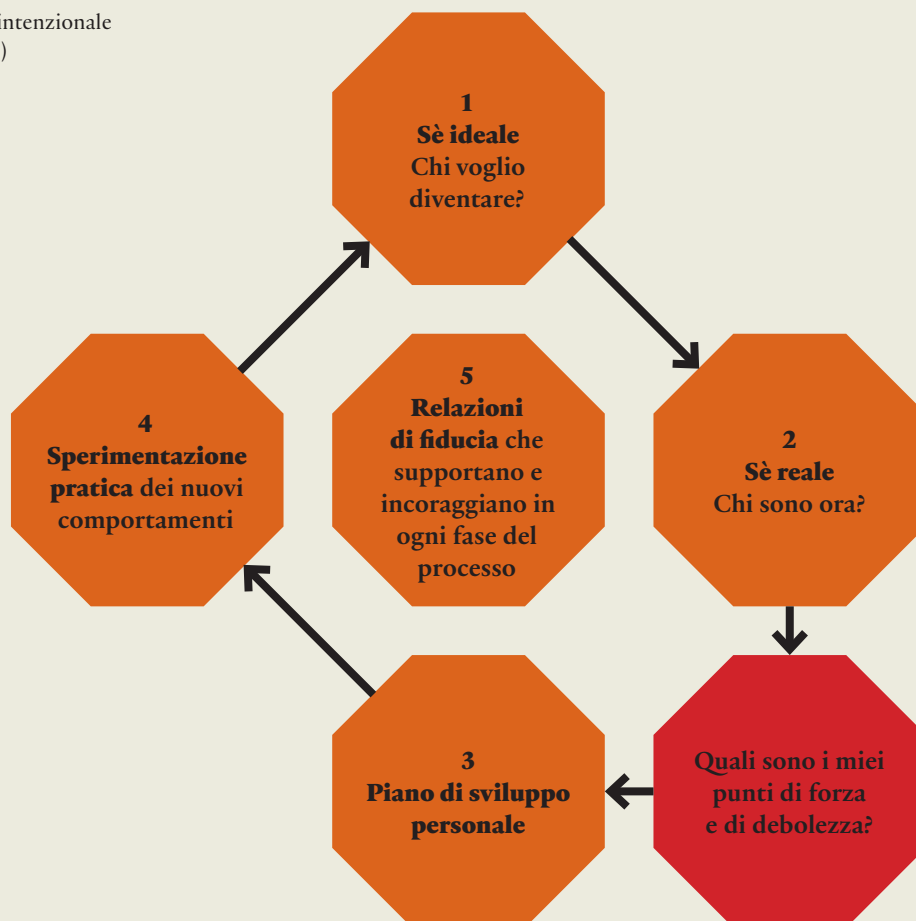 intenzionale
)
1
Sè ideale
Chi voglio
diventare?
2
Sè reale
Chi sono ora?
Quali sono i miei
punti di forza
e di debolezza?
3
Piano di sviluppo
personale
4
Sperimentazione
pratica dei nuovi
comportamenti
5
Relazioni
di fiducia che
supportano e
incoraggiano in
ogni fase del
processo